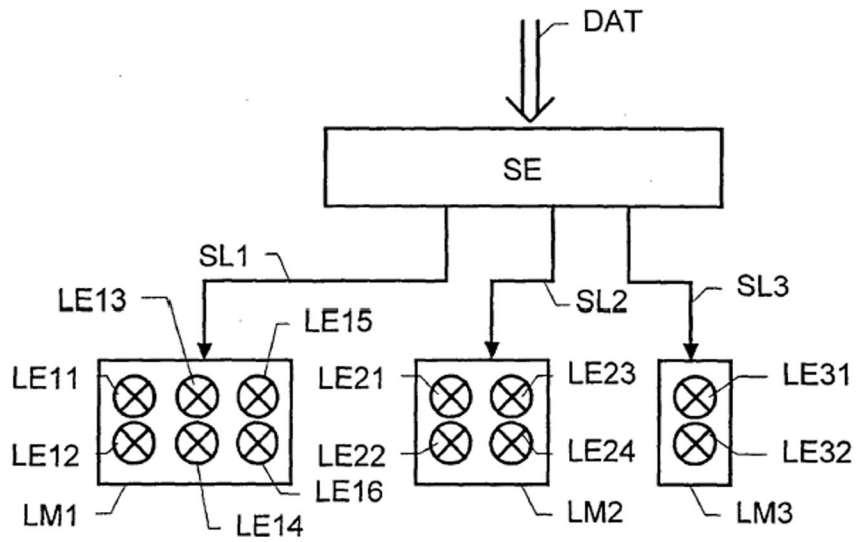 DAT
SE
SL1
SL2
SL3
LE13
LE15
LE11
LE21
LE23
LE31
LE12
LE22
LE24
LE32
LE16
LM1
LE14
LM2
LM3